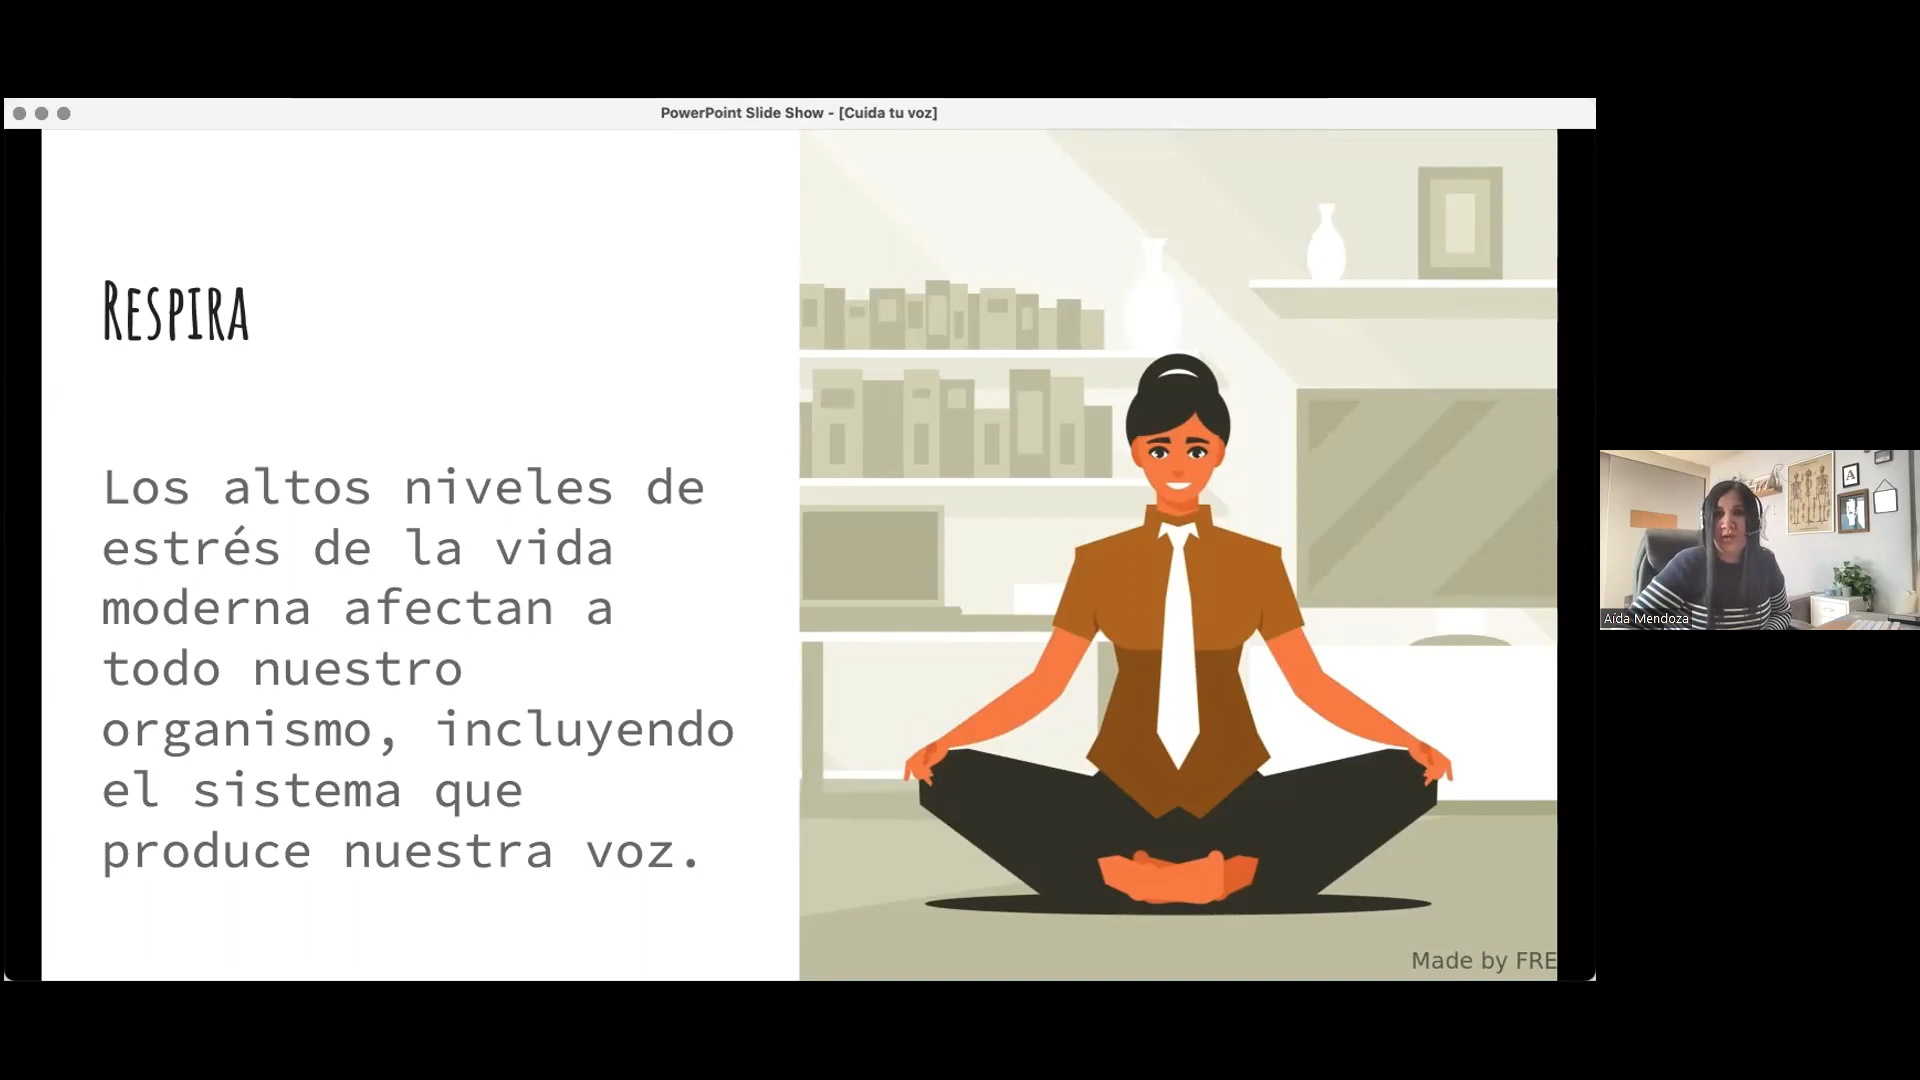 PowerPoint Slide Show - [Cuida tu voz]
RESPIRA
Los altos niveles de
estrés de la vida
moderna afectan a
todo nuestro
organismo, incluyendo
el sistema que
produce nuestra voz.
Made by FRE
A
Aída Mendoza